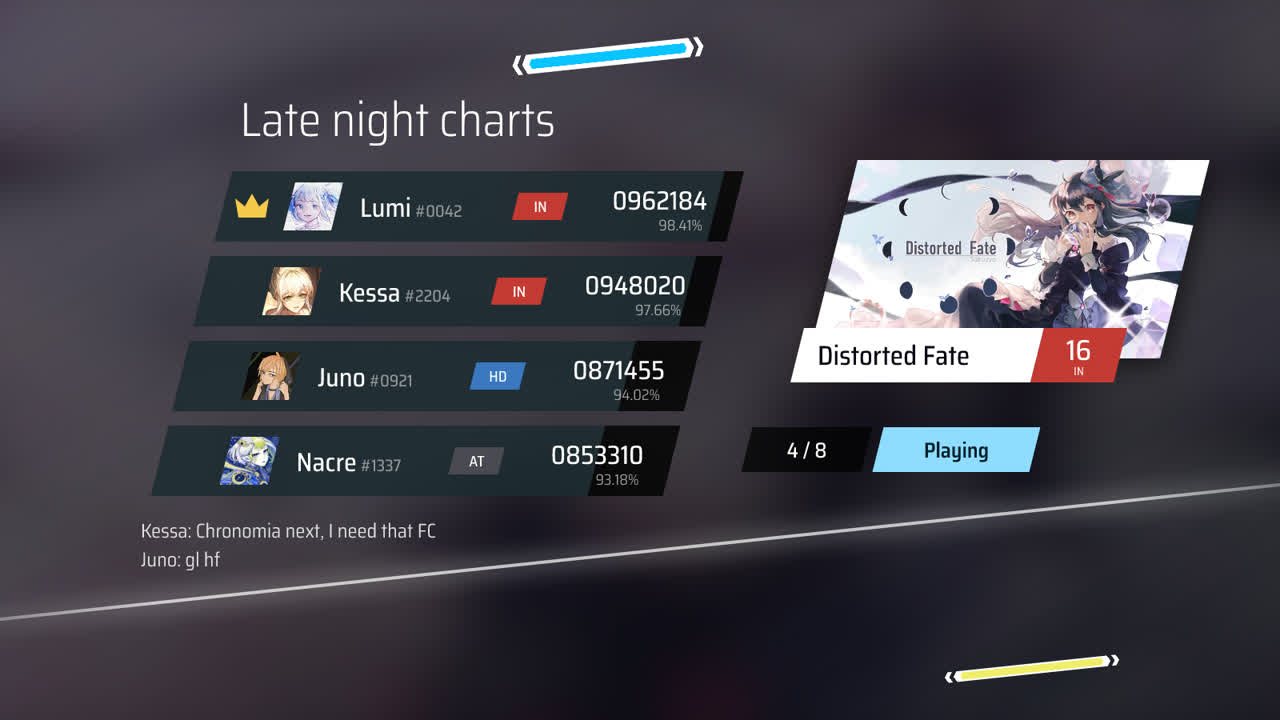 Late night charts
Lumi #0042 IN 0962184
98.41%
Kessa #2204 IN 0948020
97.66%
Juno #0921 HD 0871455
94.02%
Nacre #1337 AT 0853310
93.18%
Kessa: Chronomia next, I need that FC
Juno: gl hf
Distorted Fate
Distorted Fate
16
IN
4 / 8
Playing